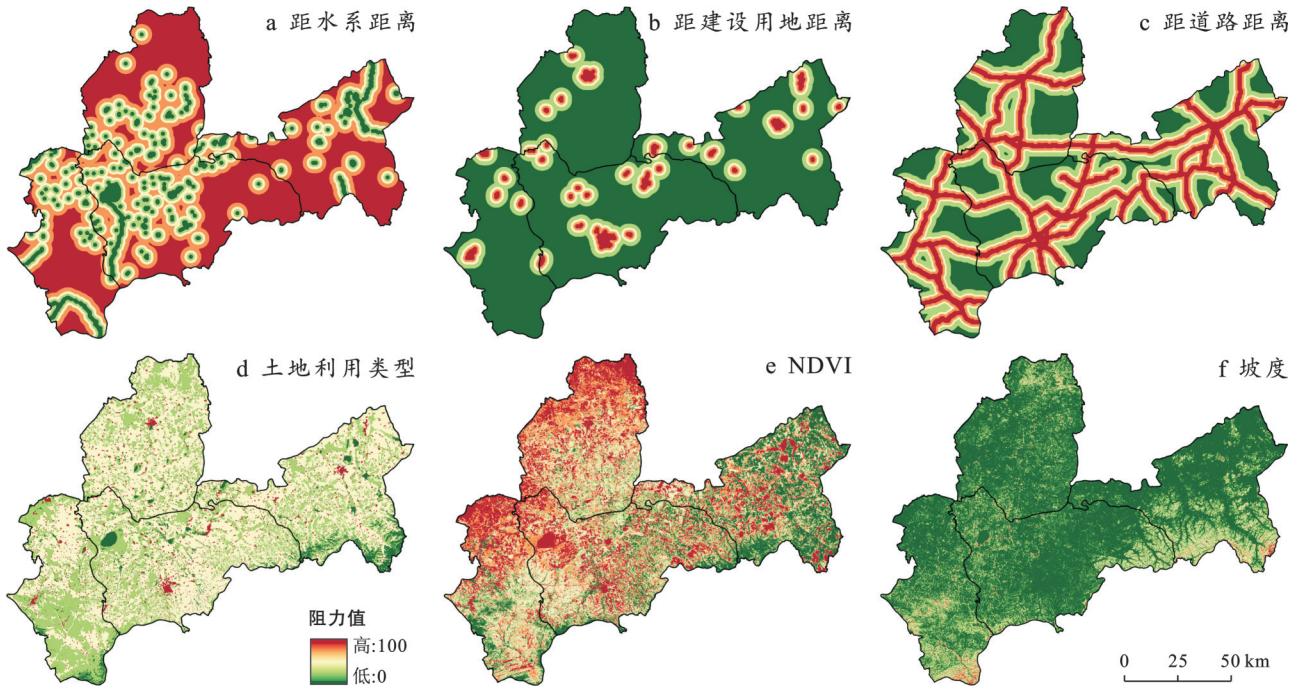 a 距水系距离
b 距建设用地距离
c 距道路距离
d 土地利用类型
e NDVI
f 坡度
阻力值
高:100
低:0
0 25 50 km